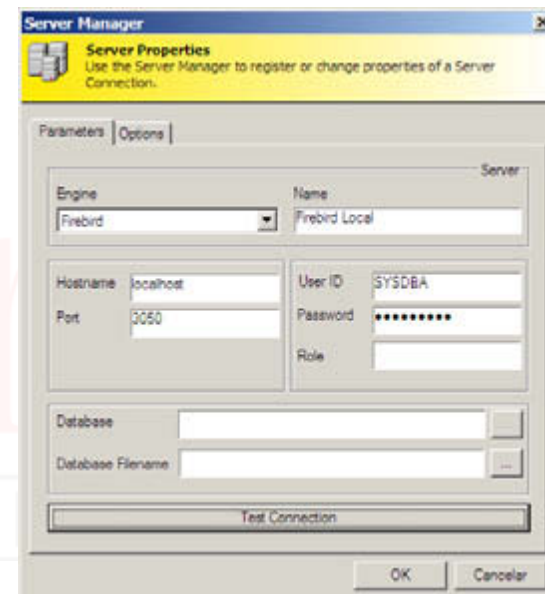 Server Manager
Server Properties
Use the Server Manager to register or change properties of a Server
Connection.
Parameters
Options
Server
Engine
Name
Firebird
Firebird Local
Hostname
localhost
User ID
SYSDBA
Port
3050
Password
•••••••••
Role
Database
...
Database Filename
...
Test Connection
OK
Cancelar